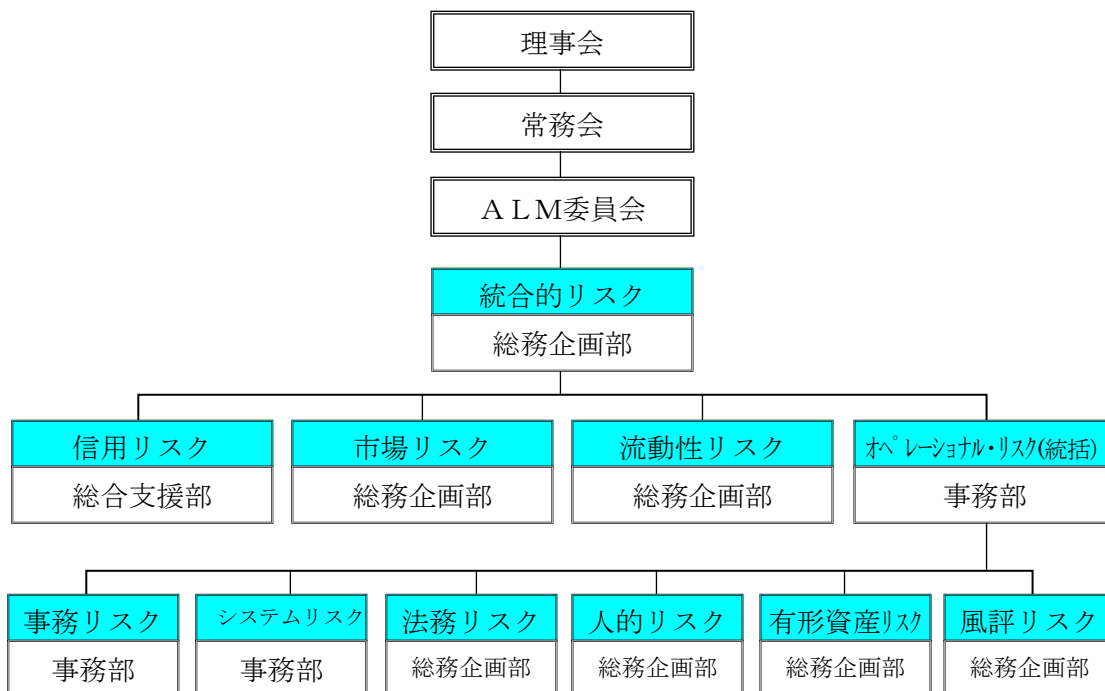 理事会
常務会
ＡＬＭ委員会
統合的リスク
総務企画部
信用リスク
市場リスク
流動性リスク
ｵﾍﾟﾚｰｼｮﾅﾙ・ﾘｽｸ(統括)
総合支援部
総務企画部
総務企画部
事務部
事務リスク
システムリスク
法務リスク
人的リスク
有形資産ﾘｽｸ
風評リスク
事務部
事務部
総務企画部
総務企画部
総務企画部
総務企画部